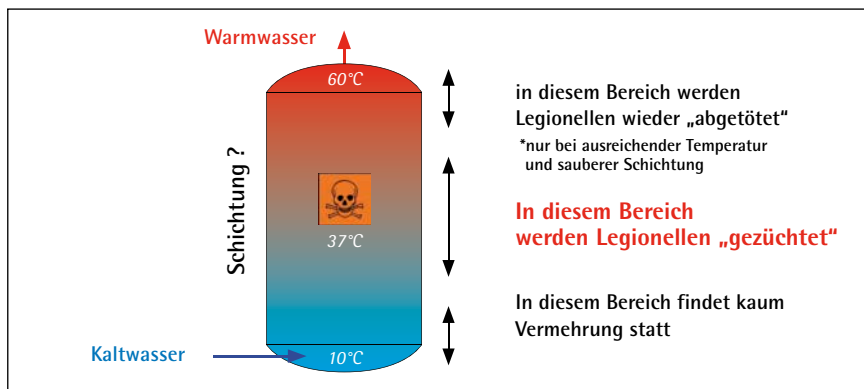 Warmwasser
60°C
Schichtung ?
37°C
Kaltwasser
10°C
in diesem Bereich werden
Legionellen wieder „abgetötet“
*nur bei ausreichender Temperatur
und sauberer Schichtung
In diesem Bereich
werden Legionellen „gezüchtet“
In diesem Bereich findet kaum
Vermehrung statt